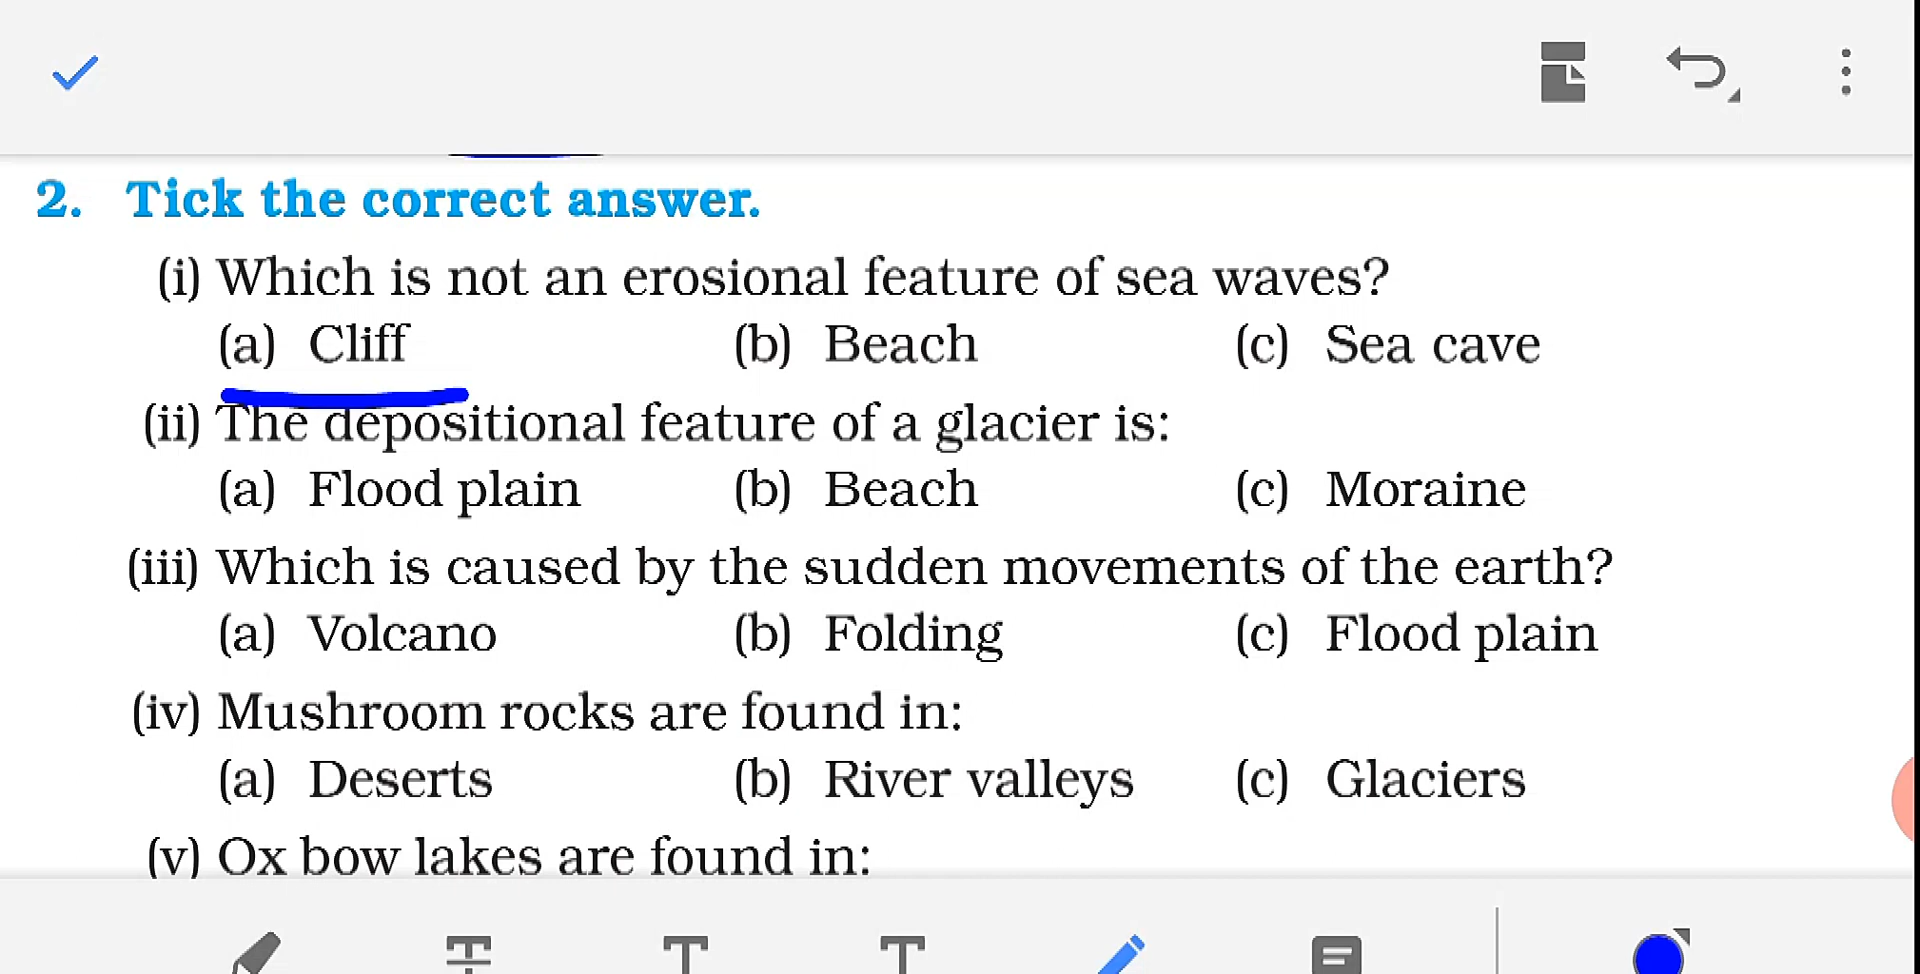 2. Tick the correct answer.
(i) Which is not an erosional feature of sea waves?
(a) Cliff (b) Beach (c) Sea cave
(ii) The depositional feature of a glacier is:
(a) Flood plain (b) Beach (c) Moraine
(iii) Which is caused by the sudden movements of the earth?
(a) Volcano (b) Folding (c) Flood plain
(iv) Mushroom rocks are found in:
(a) Deserts (b) River valleys (c) Glaciers
(v) Ox bow lakes are found in: